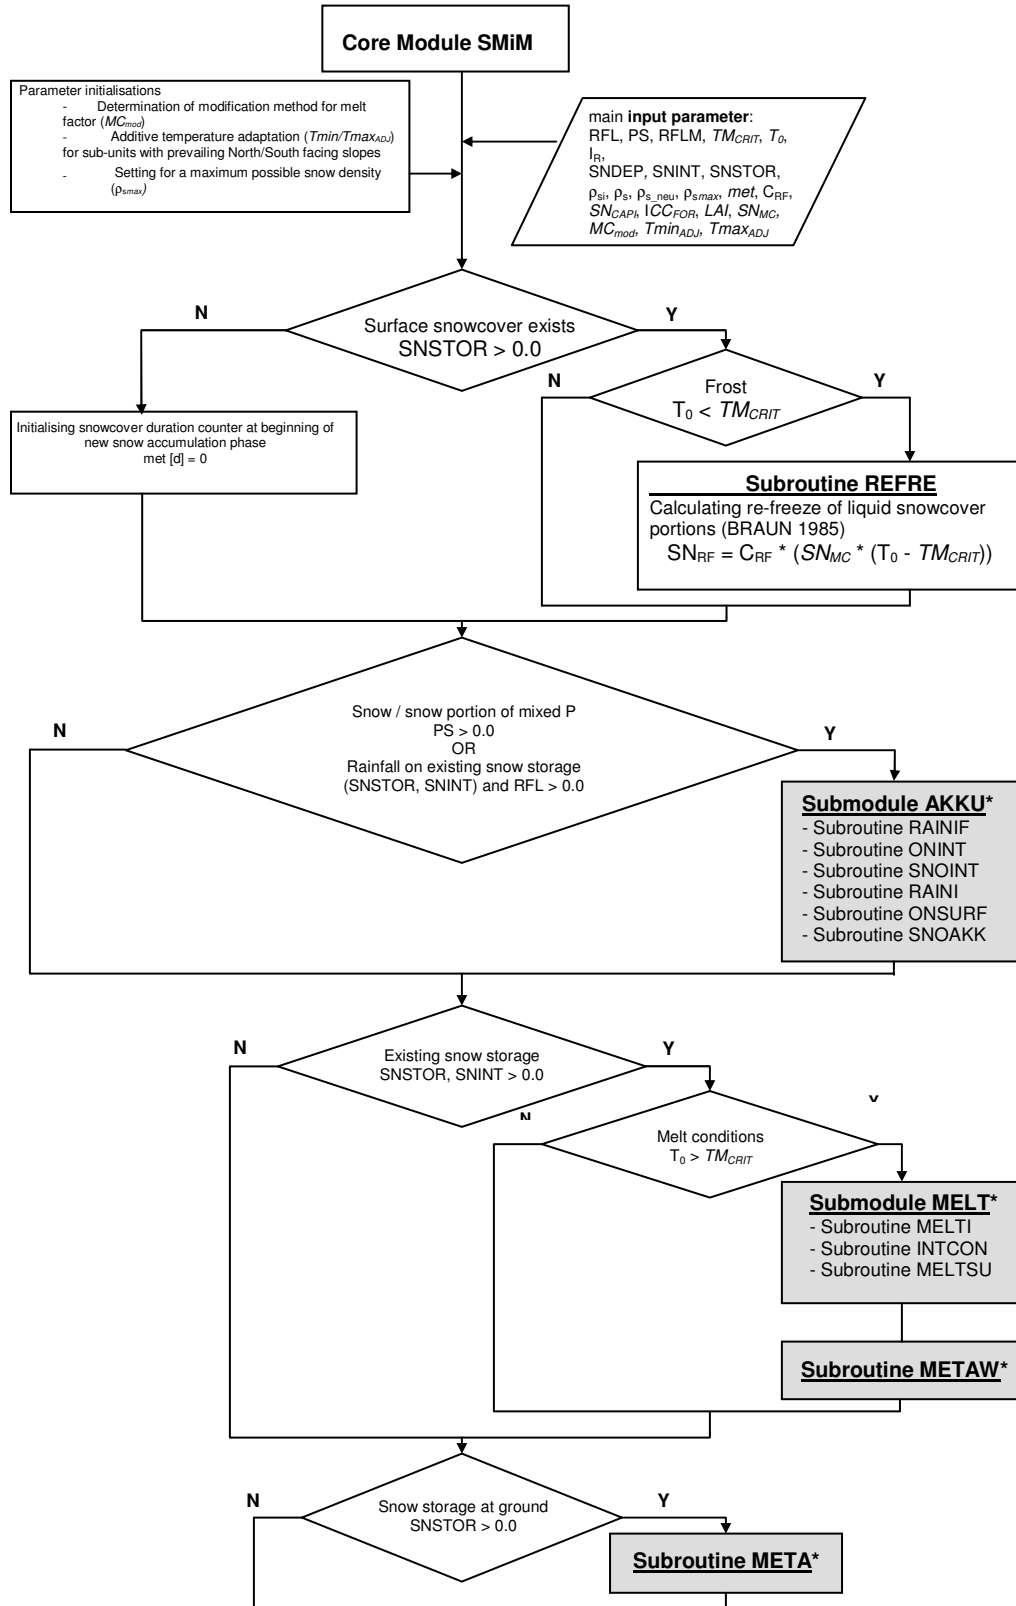 Core Module SMiM
Parameter initialisations
- Determination of modification method for melt
factor (MCmod)
- Additive temperature adaptation (Tmin/TmaxADJ)
for sub-units with prevailing North/South facing slopes
- Setting for a maximum possible snow density
(ρsmax)
main input parameter:
RFL, PS, RFLM, TMCRIT, T0,
IR,
SNDEP, SNINT, SNSTOR,
ρsi, ρs, ρs_neu, ρsmax, met, CRF,
SNCAPI, ICCFOR, LAI, SNMC,
MCmod, TminADJ, TmaxADJ
N
Y
Surface snowcover exists
SNSTOR > 0.0
N
Y
Frost
T0 < TMCRIT
Initialising snowcover duration counter at beginning of
new snow accumulation phase
met [d] = 0
Subroutine REFRE
Calculating re-freeze of liquid snowcover
portions (BRAUN 1985)
SNRF = CRF * (SNMC * (T0 - TMCRIT))
N
Y
Snow / snow portion of mixed P
PS > 0.0
OR
Rainfall on existing snow storage
(SNSTOR, SNINT) and RFL > 0.0
Submodule AKKU*
- Subroutine RAINIF
- Subroutine ONINT
- Subroutine SNOINT
- Subroutine RAINI
- Subroutine ONSURF
- Subroutine SNOAKK
N
Y
Existing snow storage
SNSTOR, SNINT > 0.0
N
Y
Melt conditions
T0 > TMCRIT
Submodule MELT*
- Subroutine MELTI
- Subroutine INTCON
- Subroutine MELTSU
Subroutine METAW*
N
Y
Snow storage at ground
SNSTOR > 0.0
Subroutine META*